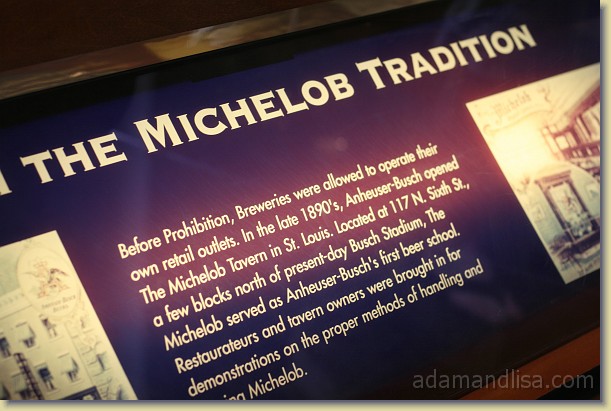 THE MICHELOB TRADITION
Before Prohibition, Breweries were allowed to operate their
own retail outlets. In the late 1890's, Anheuser-Busch opened
The Michelob Tavern in St. Louis. Located at 117 N. Sixth St.,
a few blocks north of present-day Busch Stadium, The
Michelob served as Anheuser-Busch's first beer school.
Restaurateurs and tavern owners were brought in for
demonstrations on the proper methods of handling and
Michelob.
Michelob
adamandlisa.com